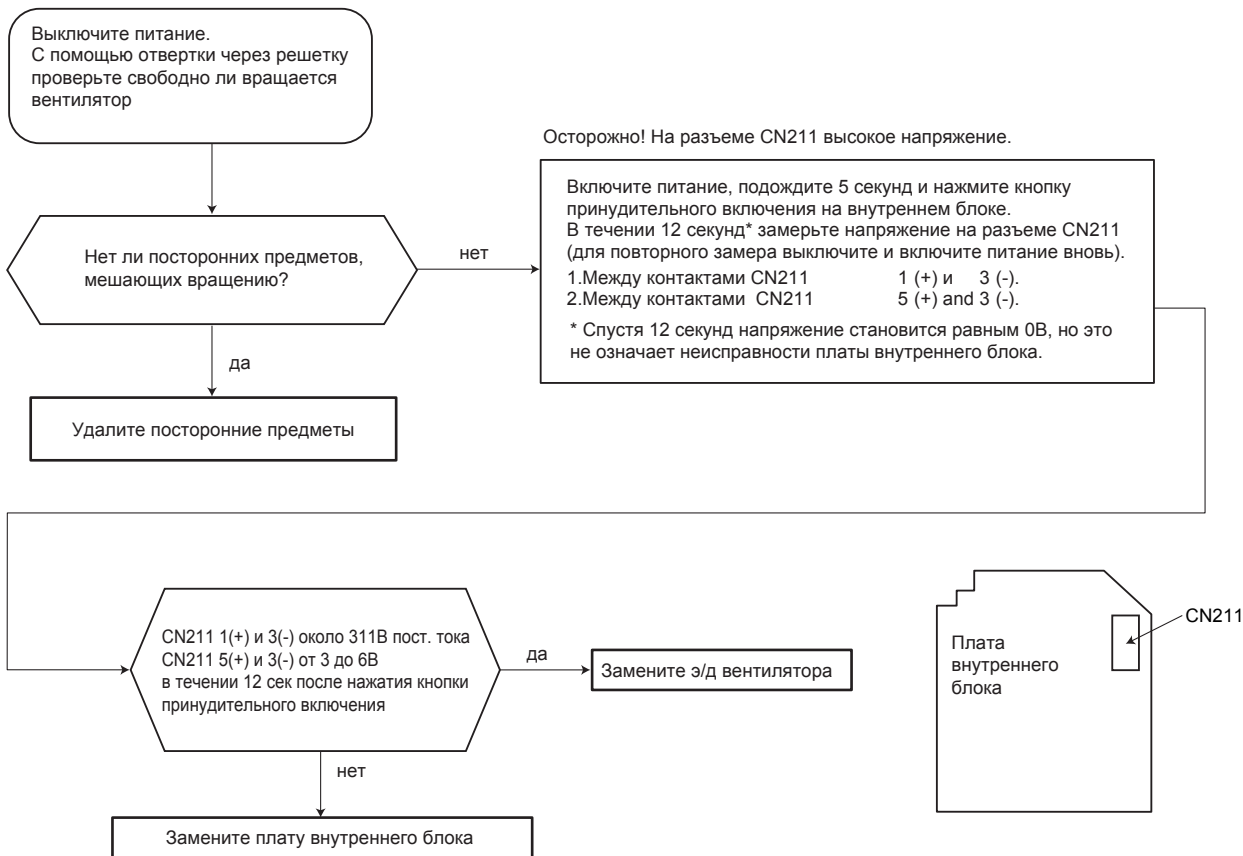 Выключите питание.
С помощью отвертки через решетку
проверьте свободно ли вращается
вентилятор
Осторожно! На разъеме CN211 высокое напряжение.
Включите питание, подождите 5 секунд и нажмите кнопку
принудительного включения на внутреннем блоке.
В течении 12 секунд* замерьте напряжение на разъеме CN211
(для повторного замера выключите и включите питание вновь).
1.Между контактами CN211 1 (+) и 3 (-).
2.Между контактами CN211 5 (+) and 3 (-).
* Спустя 12 секунд напряжение становится равным 0В, но это
не означает неисправности платы внутреннего блока.
Нет ли посторонних предметов,
мешающих вращению?
нет
да
Удалите посторонние предметы
CN211 1(+) и 3(-) около 311В пост. тока
CN211 5(+) и 3(-) от 3 до 6В
в течении 12 сек после нажатия кнопки
принудительного включения
да
Замените э/д вентилятора
нет
Замените плату внутреннего блока
CN211
Плата
внутреннего
блока